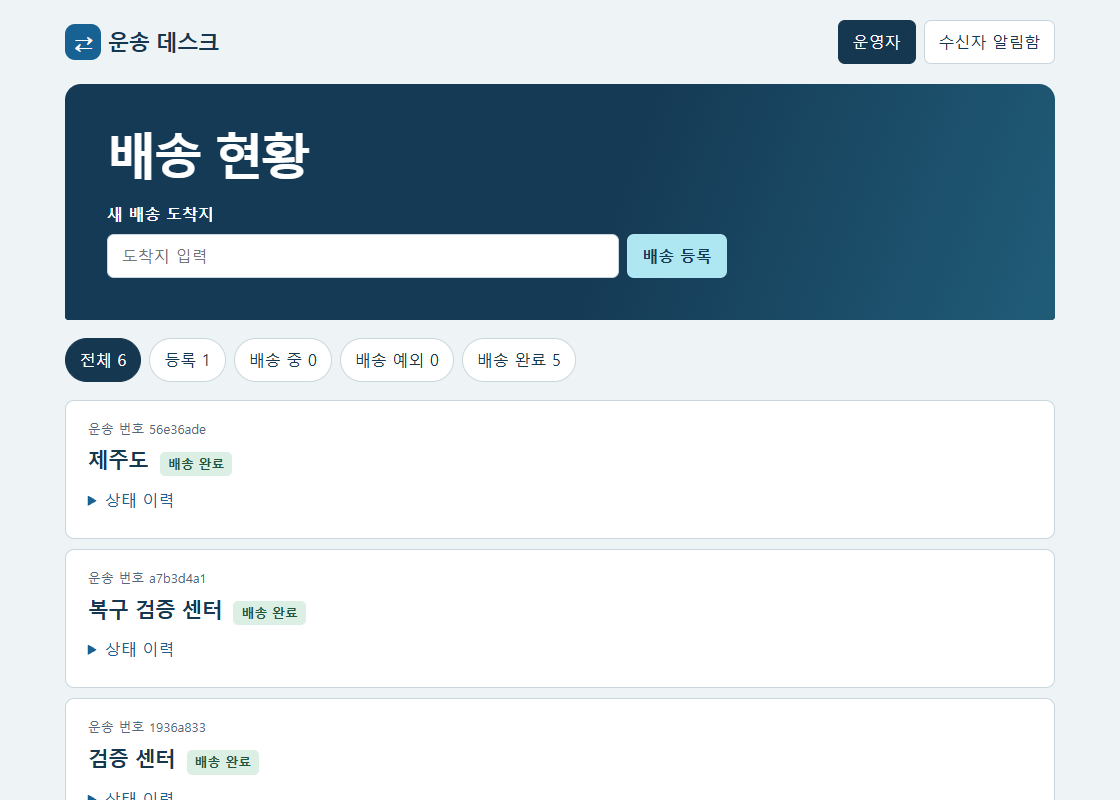 운송 데스크
운영자
수신자 알림함
배송 현황
새 배송 도착지
도착지 입력
배송 등록
전체 6
등록 1
배송 중 0
배송 예외 0
배송 완료 5
운송 번호 56e36ade
제주도 배송 완료
상태 이력
운송 번호 a7b3d4a1
복구 검증 센터 배송 완료
상태 이력
운송 번호 1936a833
검증 센터 배송 완료
상태 이력